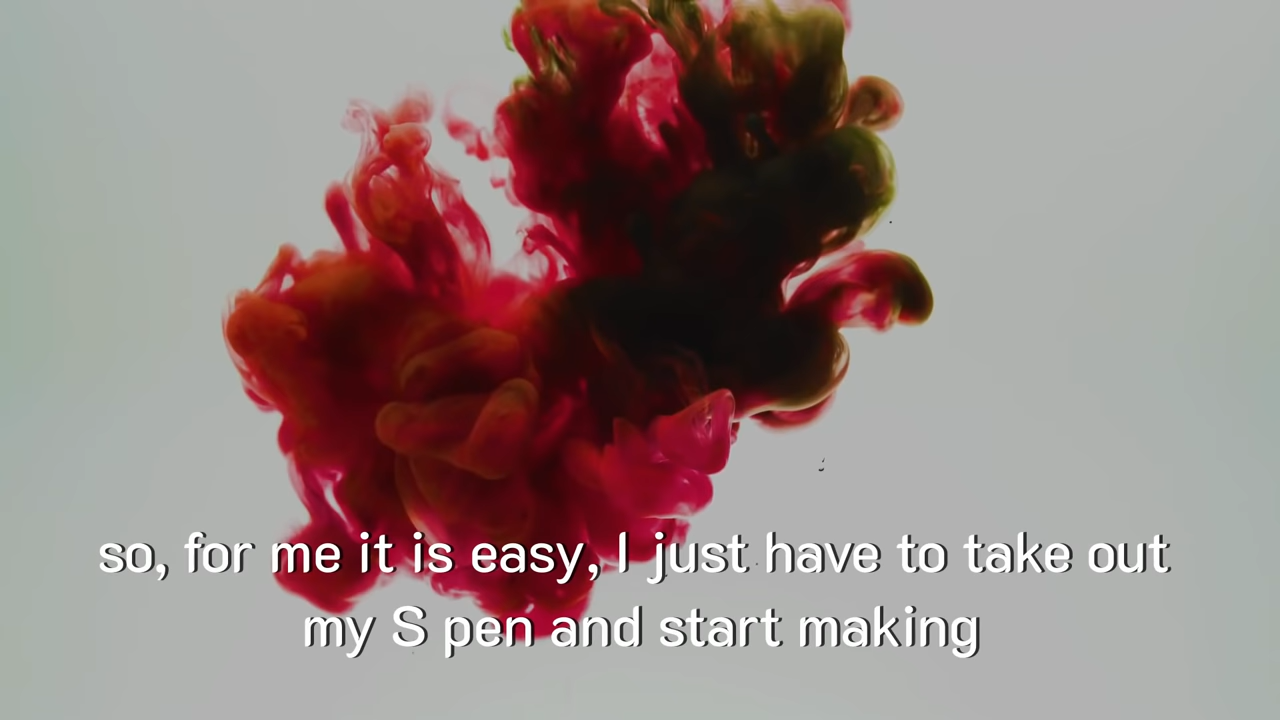 so, for me it is easy, I just have to take out
my S pen and start making